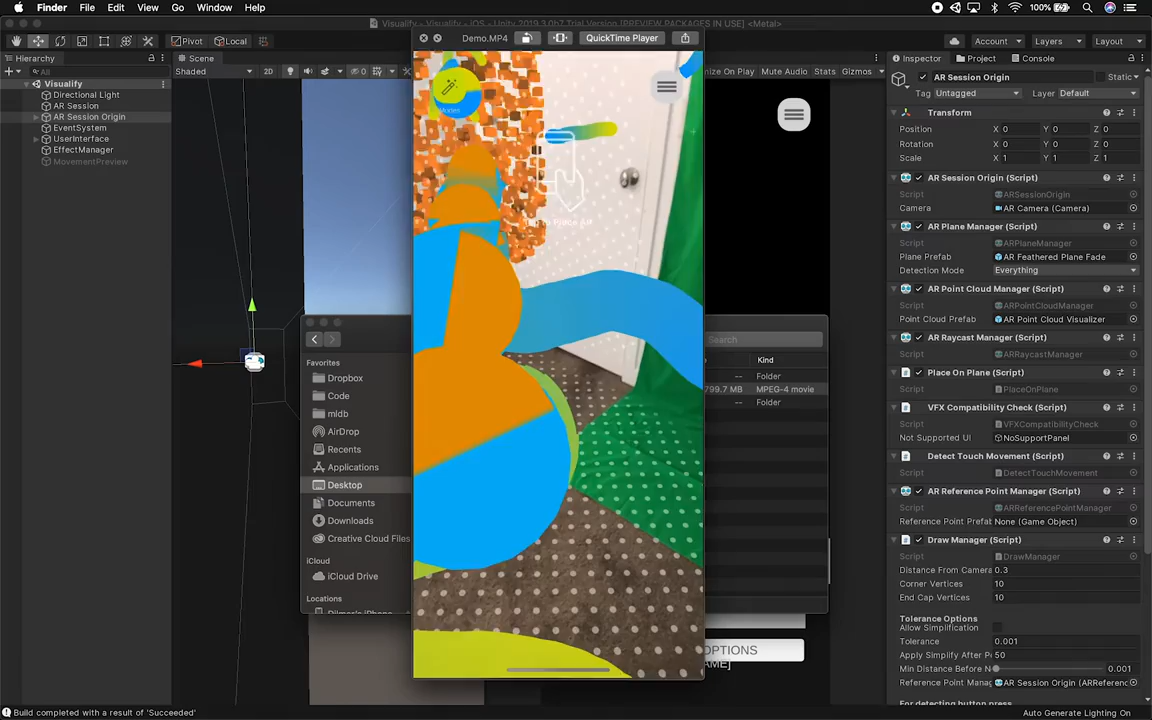 Finder File Edit View Go Window Help 100%
Visualify - Visualify - iOS - Unity 2019.3.0b7 Trial Version [PREVIEW PACKAGES IN USE] <Metal>
Demo.MP4 QuickTime Player
Pivot Local Account Layers Layout
Hierarchy Scene Inspector Project Console
All Shaded 2D 0 ize On Play Mute Audio Stats Gizmos
Visualify
Directional Light
AR Session
AR Session Origin
EventSystem
UserInterface
EffectManager
MovementPreview
Modes
Tap to Place AR
Search
Kind
-- Folder
799.7 MB MPEG-4 movie
-- Folder
Favorites
Dropbox
Code
mldb
AirDrop
Recents
Applications
Desktop
Documents
Downloads
Creative Cloud Files
iCloud
iCloud Drive
Locations
Dilmer's iPhone
OPTIONS
AME]
AR Session Origin Static
Tag Untagged Layer Default
Transform
Position X 0 Y 0 Z 0
Rotation X 0 Y 0 Z 0
Scale X 1 Y 1 Z 1
AR Session Origin (Script)
Script ARSessionOrigin
Camera AR Camera (Camera)
AR Plane Manager (Script)
Script ARPlaneManager
Plane Prefab AR Feathered Plane Fade
Detection Mode Everything
AR Point Cloud Manager (Script)
Script ARPointCloudManager
Point Cloud Prefab AR Point Cloud Visualizer
AR Raycast Manager (Script)
Script ARRaycastManager
Place On Plane (Script)
Script PlaceOnPlane
VFX Compatibility Check (Script)
Script VFXCompatibilityCheck
Not Supported UI NoSupportPanel
Detect Touch Movement (Script)
Script DetectTouchMovement
AR Reference Point Manager (Script)
Script ARReferencePointManager
Reference Point Prefab None (Game Object)
Draw Manager (Script)
Script DrawManager
Distance From Camera 0.3
Corner Vertices 10
End Cap Vertices 10
Tolerance Options
Allow Simplification
Tolerance 0.001
Apply Simplify After P 50
Min Distance Before N 0.001
Reference Point Manag AR Session Origin (ARReferenc
For detecting button press
Build completed with a result of 'Succeeded' Auto Generate Lighting On